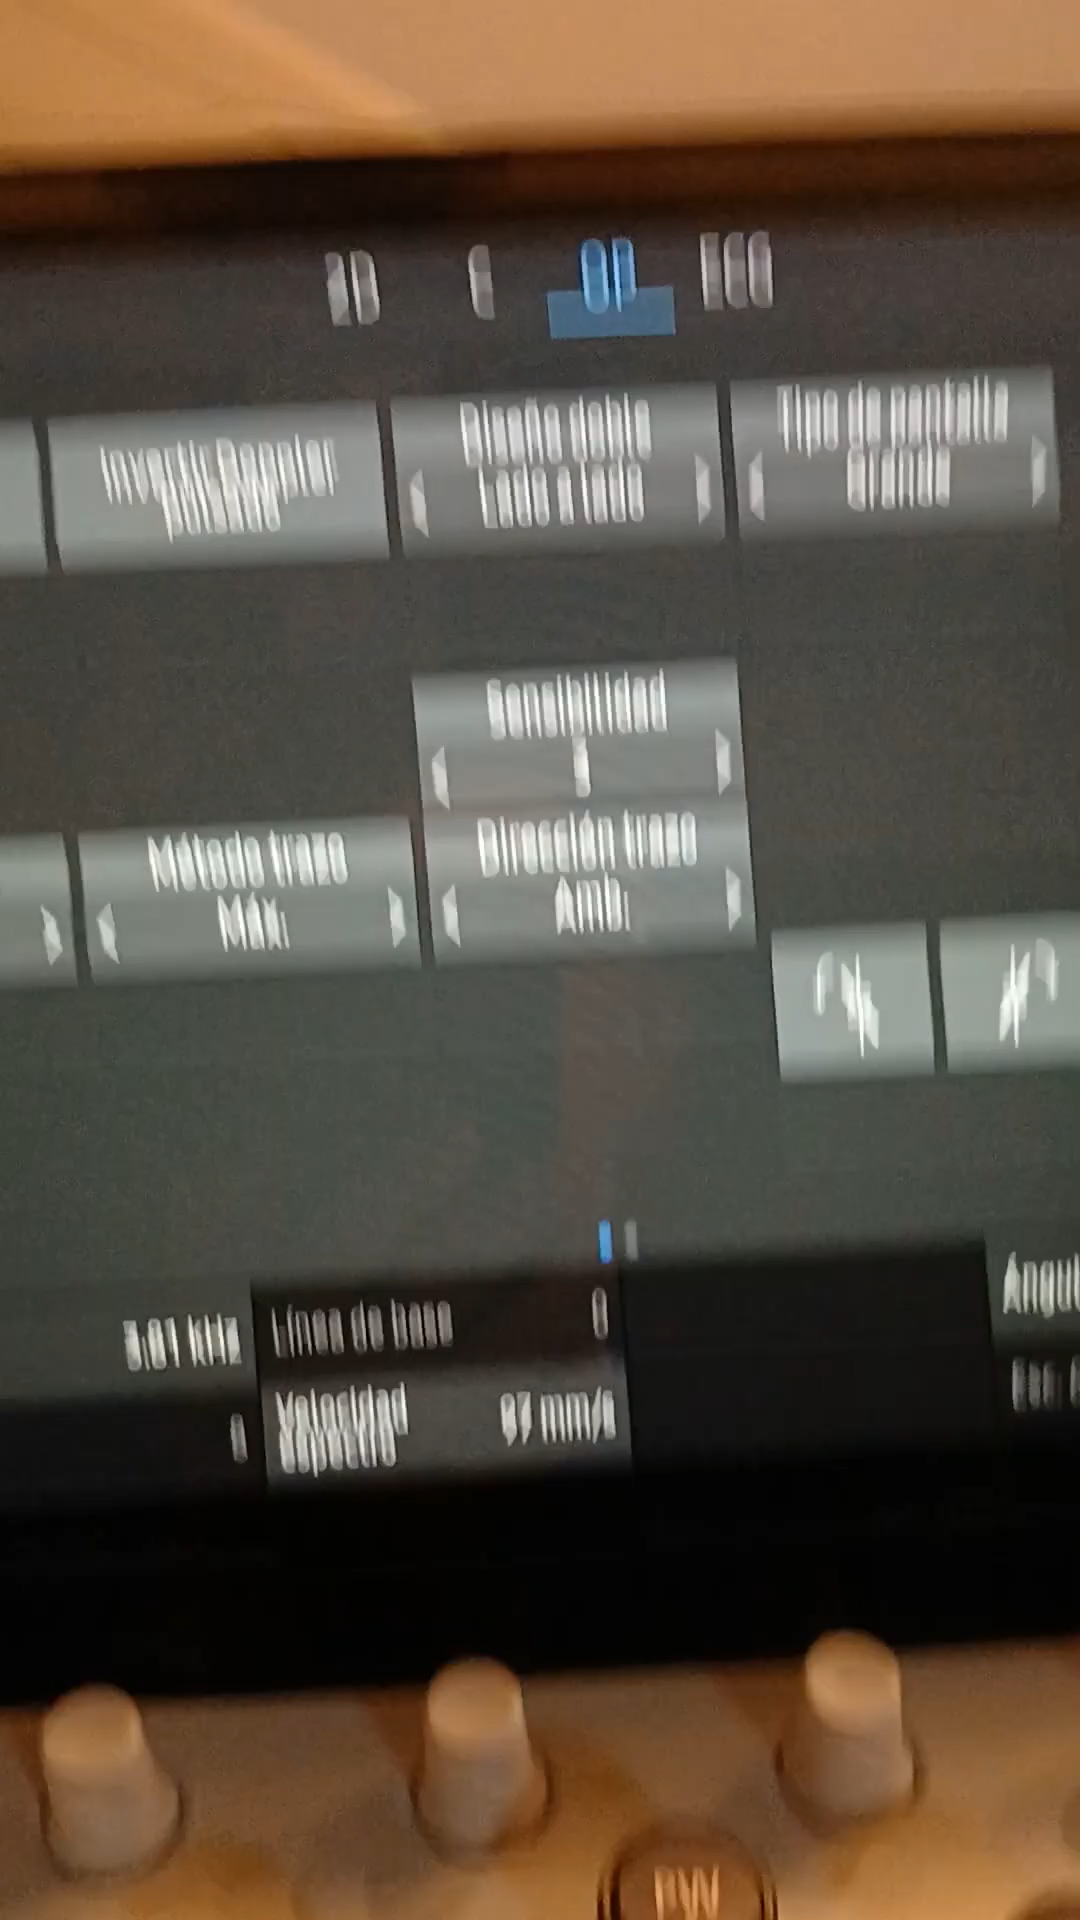 2D C DP ECG
Diseño doble
Tipo de pantalla
Invertir Doppler
Lado a lado
Grande
Sensibilidad
Método trazo
Dirección trazo
Máx.
Amb.
Línea de base 0
kHz
Velocidad
espectro
mm/s
PW